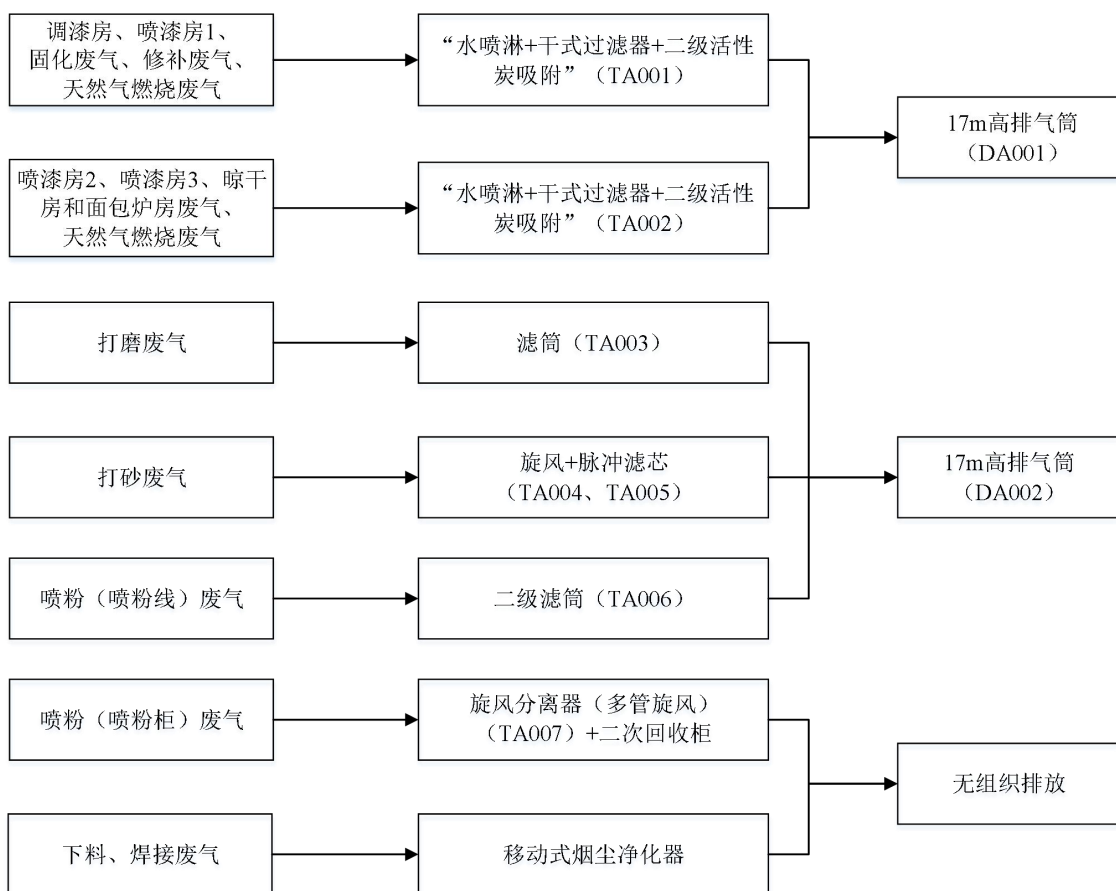 调漆房、喷漆房1、
固化废气、修补废气、
天然气燃烧废气
“水喷淋+干式过滤器+二级活性
炭吸附”（TA001）
17m高排气筒
（DA001）
喷漆房2、喷漆房3、晾干
房和面包炉房废气、
天然气燃烧废气
“水喷淋+干式过滤器+二级活性
炭吸附”（TA002）
打磨废气
滤筒（TA003）
打砂废气
旋风+脉冲滤芯
（TA004、TA005）
17m高排气筒
（DA002）
喷粉（喷粉线）废气
二级滤筒（TA006）
喷粉（喷粉柜）废气
旋风分离器（多管旋风）
（TA007）+二次回收柜
无组织排放
下料、焊接废气
移动式烟尘净化器